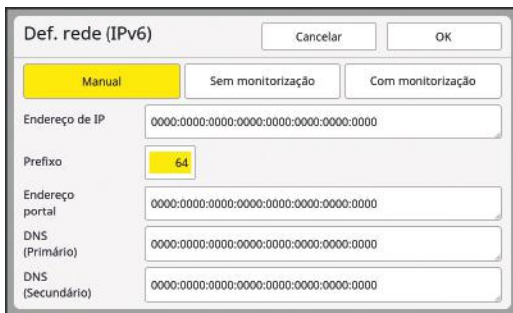 Def. rede (IPv6)
Cancelar
OK
Manual
Sem monitorização
Com monitorização
Endereço de IP
0000:0000:0000:0000:0000:0000:0000:0000
Prefixo
64
Endereço
portal
0000:0000:0000:0000:0000:0000:0000:0000
DNS
(Primário)
0000:0000:0000:0000:0000:0000:0000:0000
DNS
(Secundário)
0000:0000:0000:0000:0000:0000:0000:0000